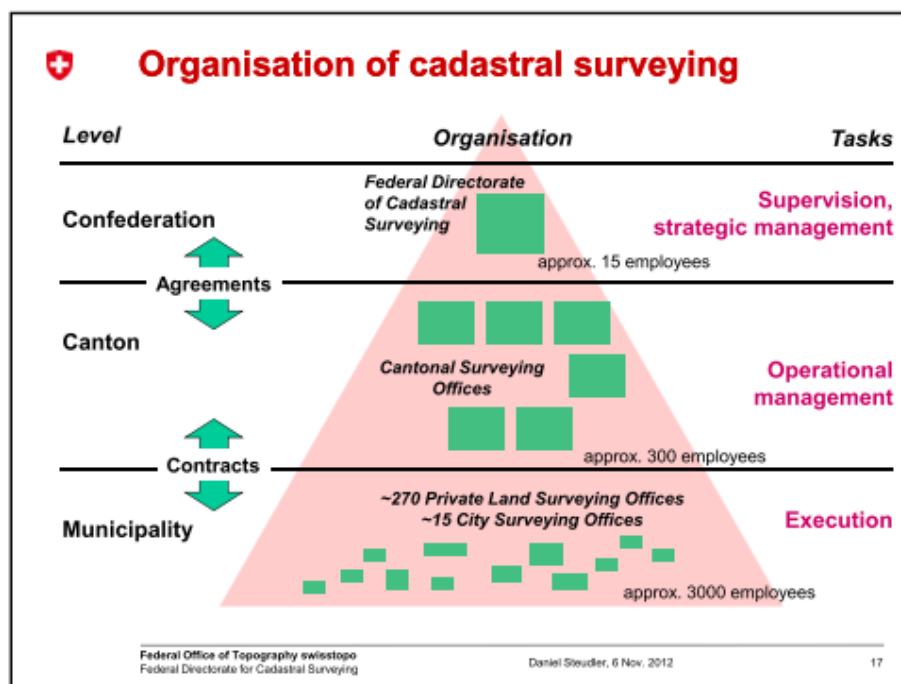 Organisation of cadastral surveying
Level
Organisation
Tasks
Federal Directorate
of Cadastral
Surveying
Confederation
Supervision,
strategic management
approx. 15 employees
Agreements
Canton
Cantonal Surveying
Offices
Operational
management
approx. 300 employees
Contracts
~270 Private Land Surveying Offices
~15 City Surveying Offices
Municipality
Execution
approx. 3000 employees
Federal Office of Topography swisstopo
Federal Directorate for Cadastral Surveying
Daniel Steudler, 6 Nov. 2012
17